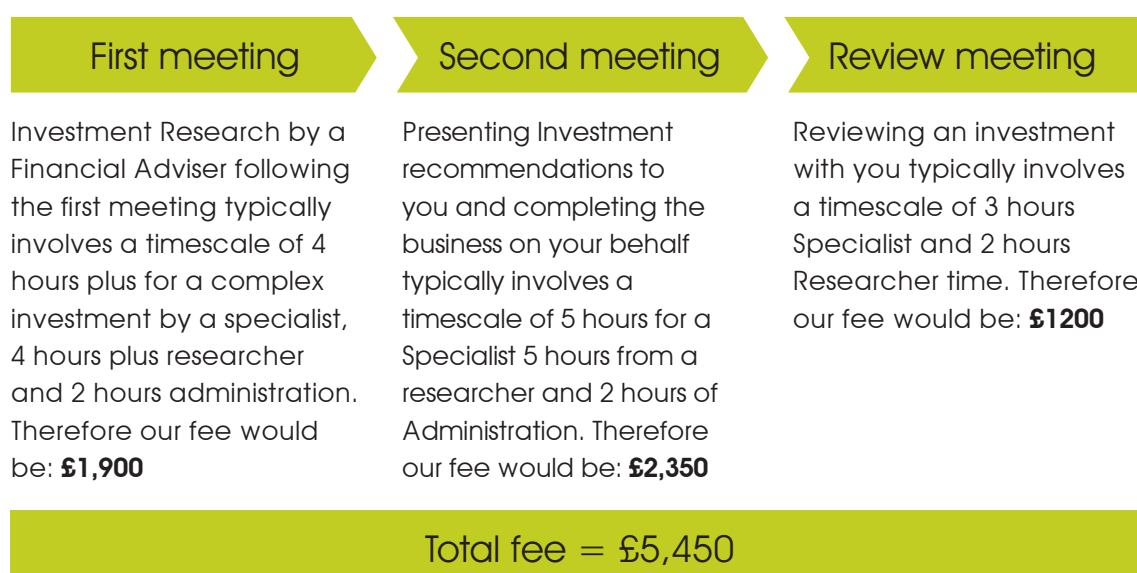 First meeting
Investment Research by a
Financial Adviser following
the first meeting typically
involves a timescale of 4
hours plus for a complex
investment by a specialist,
4 hours plus researcher
and 2 hours administration.
Therefore our fee would
be: £1,900
Second meeting
Presenting Investment
recommendations to
you and completing the
business on your behalf
typically involves a
timescale of 5 hours for a
Specialist 5 hours from a
researcher and 2 hours of
Administration. Therefore
our fee would be: £2,350
Review meeting
Reviewing an investment
with you typically involves
a timescale of 3 hours
Specialist and 2 hours
Researcher time. Therefore
our fee would be: £1200
Total fee = £5,450